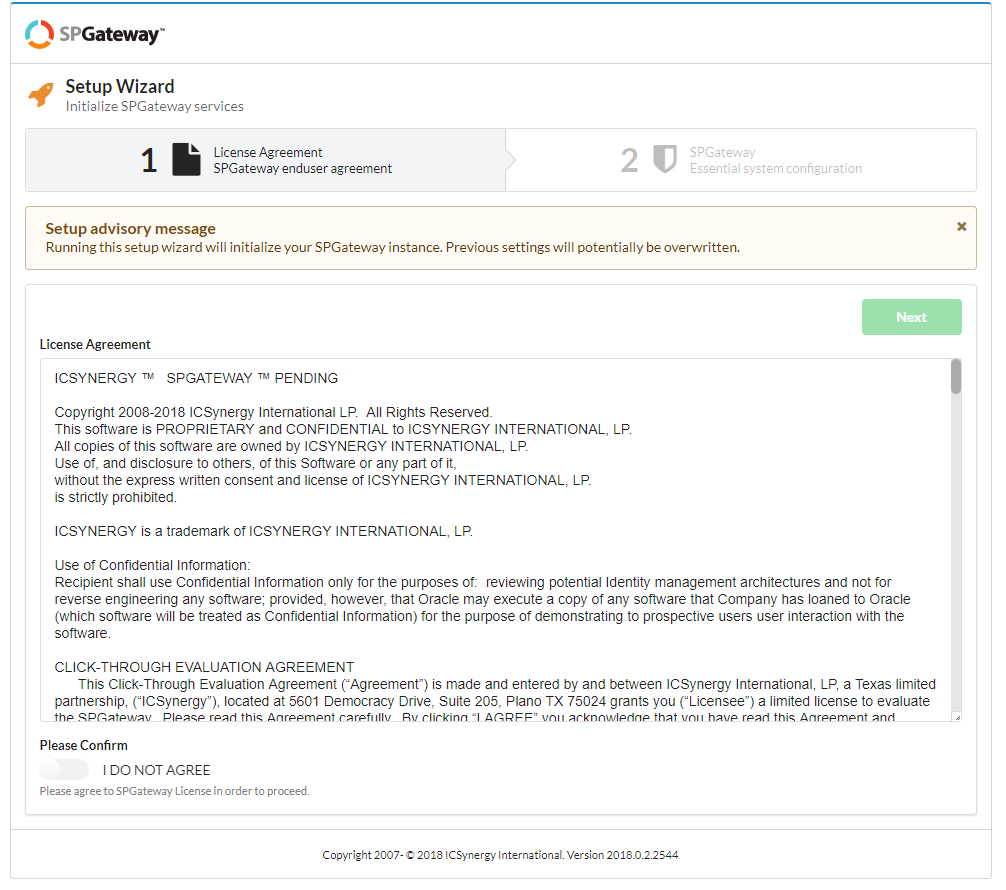 SPGateway™
Setup Wizard
Initialize SPGateway services
1
License Agreement
SPGateway enduser agreement
2
SPGateway
Essential system configuration
Setup advisory message
Running this setup wizard will initialize your SPGateway instance. Previous settings will potentially be overwritten.
Next
License Agreement
ICSYNERGY ™   SPGATEWAY ™ PENDING
Copyright 2008-2018 ICSynergy International LP.  All Rights Reserved.
This software is PROPRIETARY and CONFIDENTIAL to ICSYNERGY INTERNATIONAL, LP.
All copies of this software are owned by ICSYNERGY INTERNATIONAL, LP.
Use of, and disclosure to others, of this Software or any part of it,
without the express written consent and license of ICSYNERGY INTERNATIONAL, LP.
is strictly prohibited.
ICSYNERGY is a trademark of ICSYNERGY INTERNATIONAL, LP.
Use of Confidential Information:
Recipient shall use Confidential Information only for the purposes of:  reviewing potential Identity management architectures and not for
reverse engineering any software; provided, however, that Oracle may execute a copy of any software that Company has loaned to Oracle
(which software will be treated as Confidential Information) for the purpose of demonstrating to prospective users user interaction with the
software.
CLICK-THROUGH EVALUATION AGREEMENT
This Click-Through Evaluation Agreement (“Agreement”) is made and entered by and between ICSynergy International, LP, a Texas limited
partnership, (“ICSynergy”), located at 5601 Democracy Drive, Suite 205, Plano TX 75024 grants you (“Licensee”) a limited license to evaluate
the SPGateway.  Please read this Agreement carefully.  By clicking “I AGREE” you acknowledge that you have read this Agreement and
Please Confirm
I DO NOT AGREE
Please agree to SPGateway License in order to proceed.
Copyright 2007- © 2018 ICSynergy International. Version 2018.0.2.2544